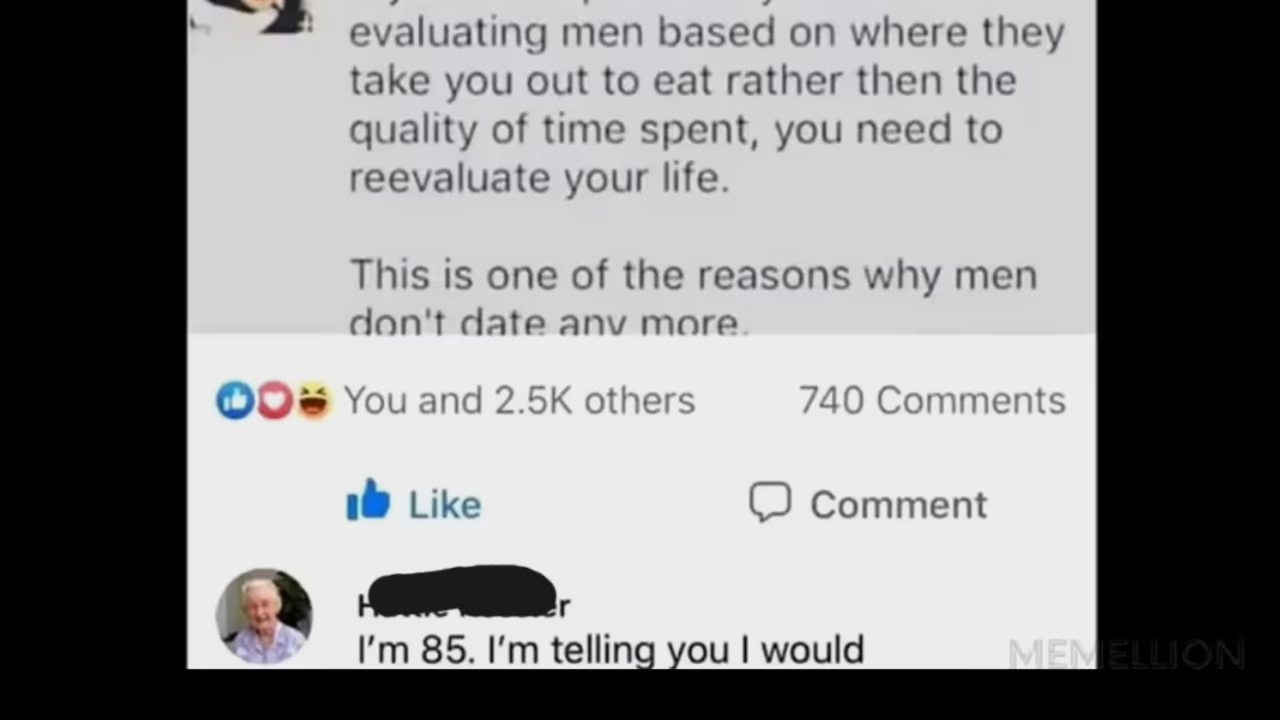 evaluating men based on where they
take you out to eat rather then the
quality of time spent, you need to
reevaluate your life.
This is one of the reasons why men
don't date any more.
You and 2.5K others
740 Comments
Like
Comment
I'm 85. I'm telling you I would
MEMELLION